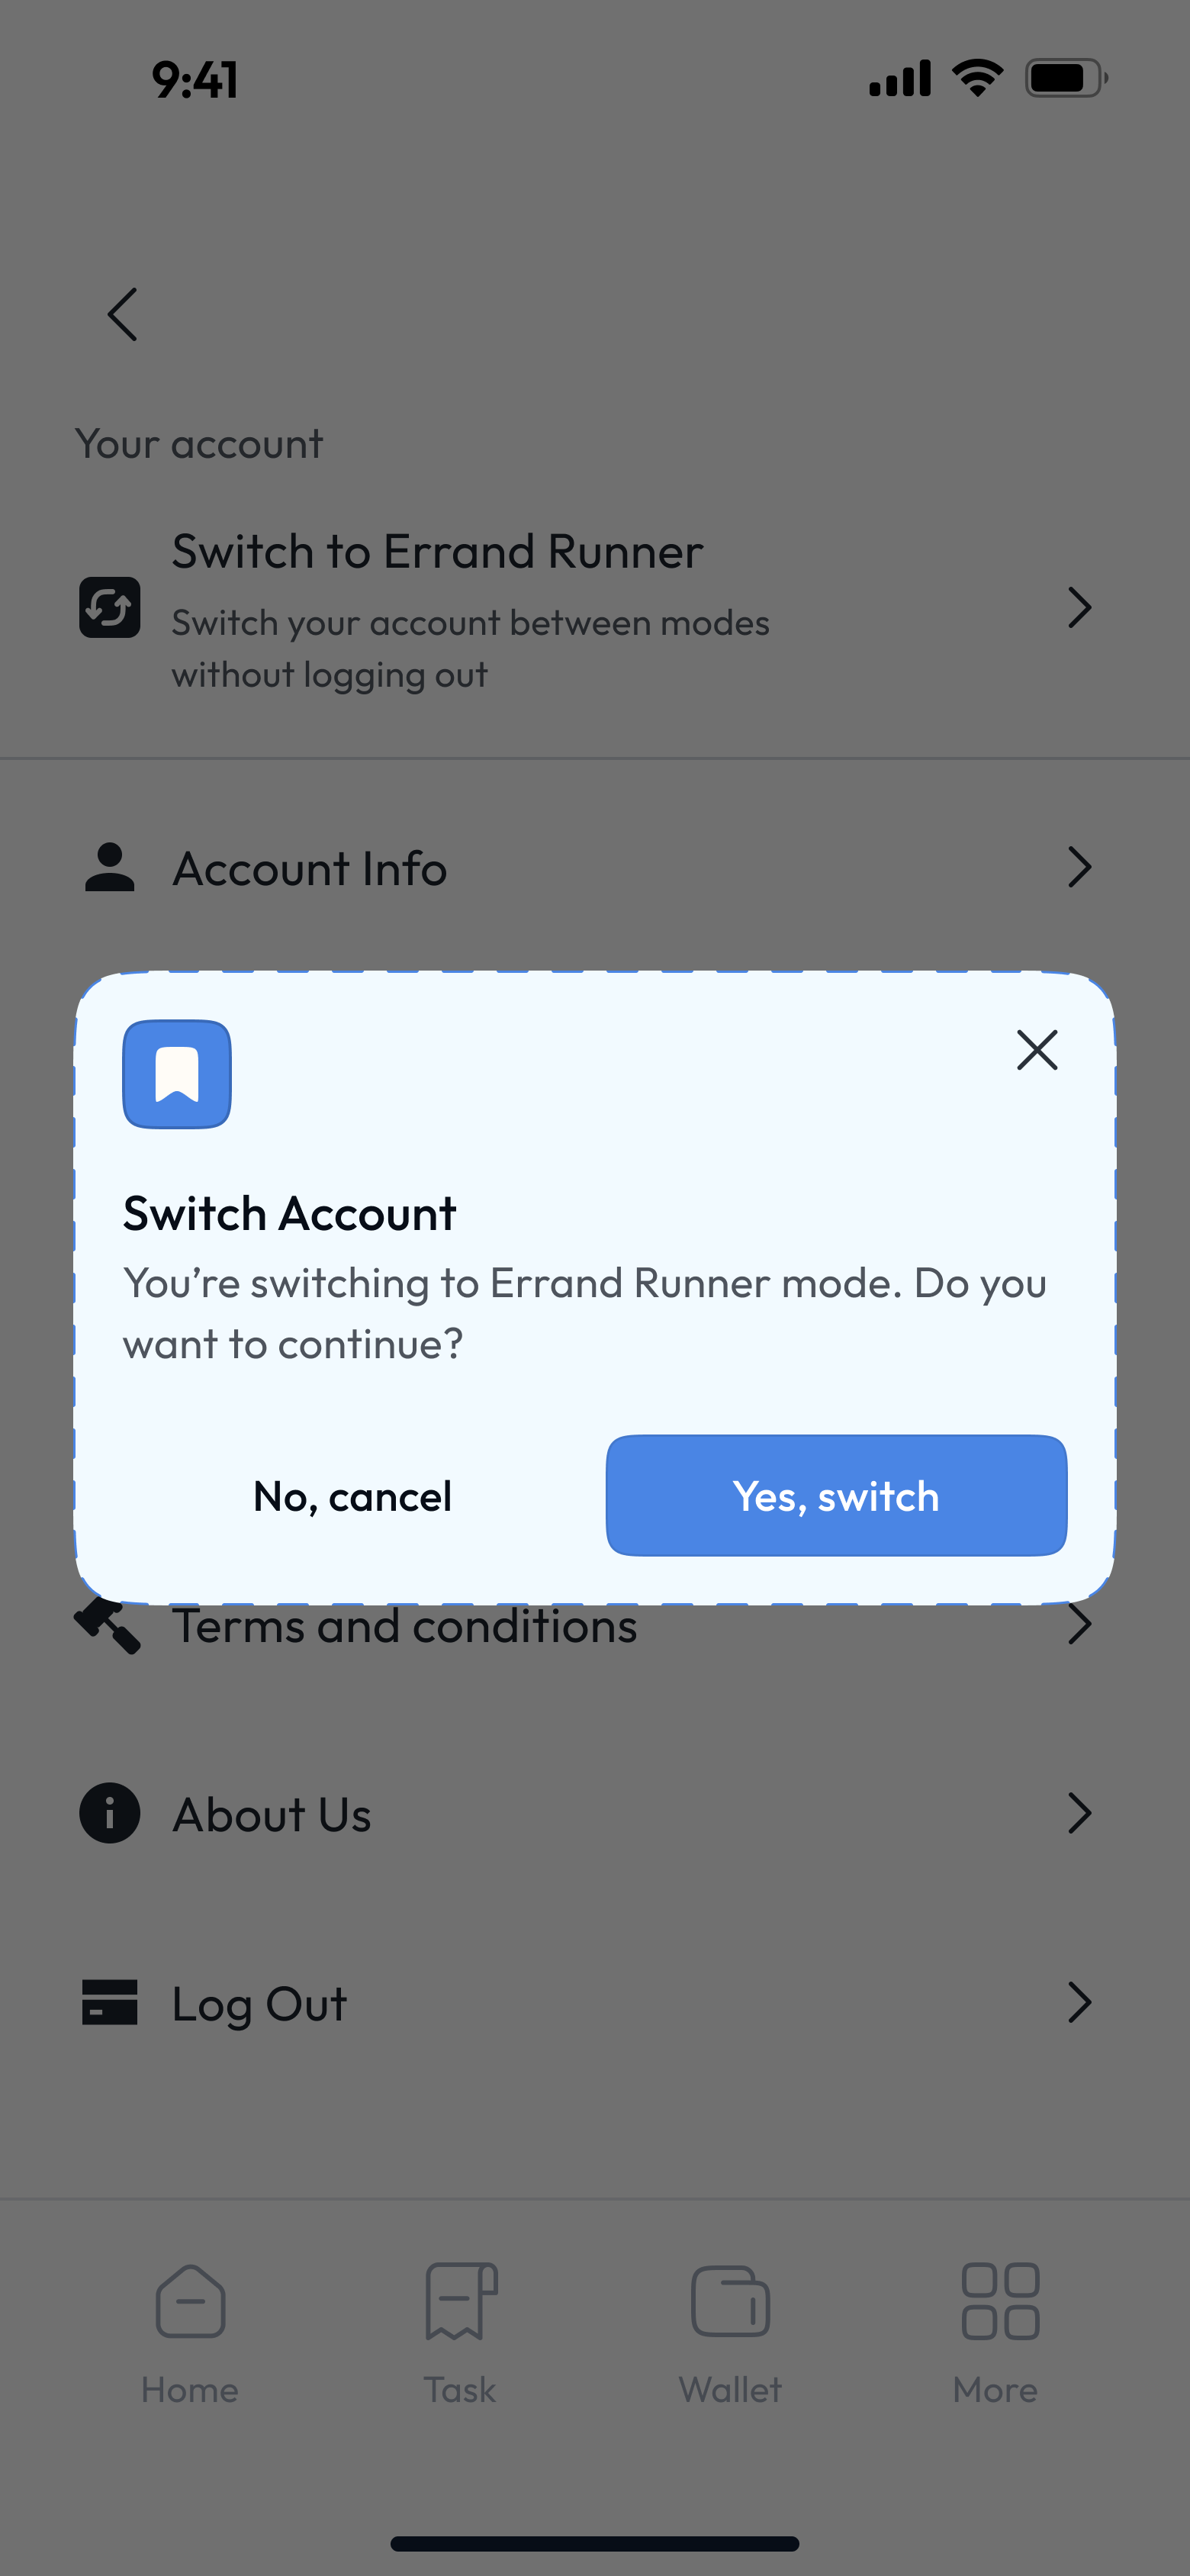 9:41
Your account
Switch to Errand Runner
Switch your account between modes
without logging out
Account Info
Switch Account
You’re switching to Errand Runner mode. Do you
want to continue?
No, cancel
Yes, switch
Terms and conditions
About Us
Log Out
Home
Task
Wallet
More